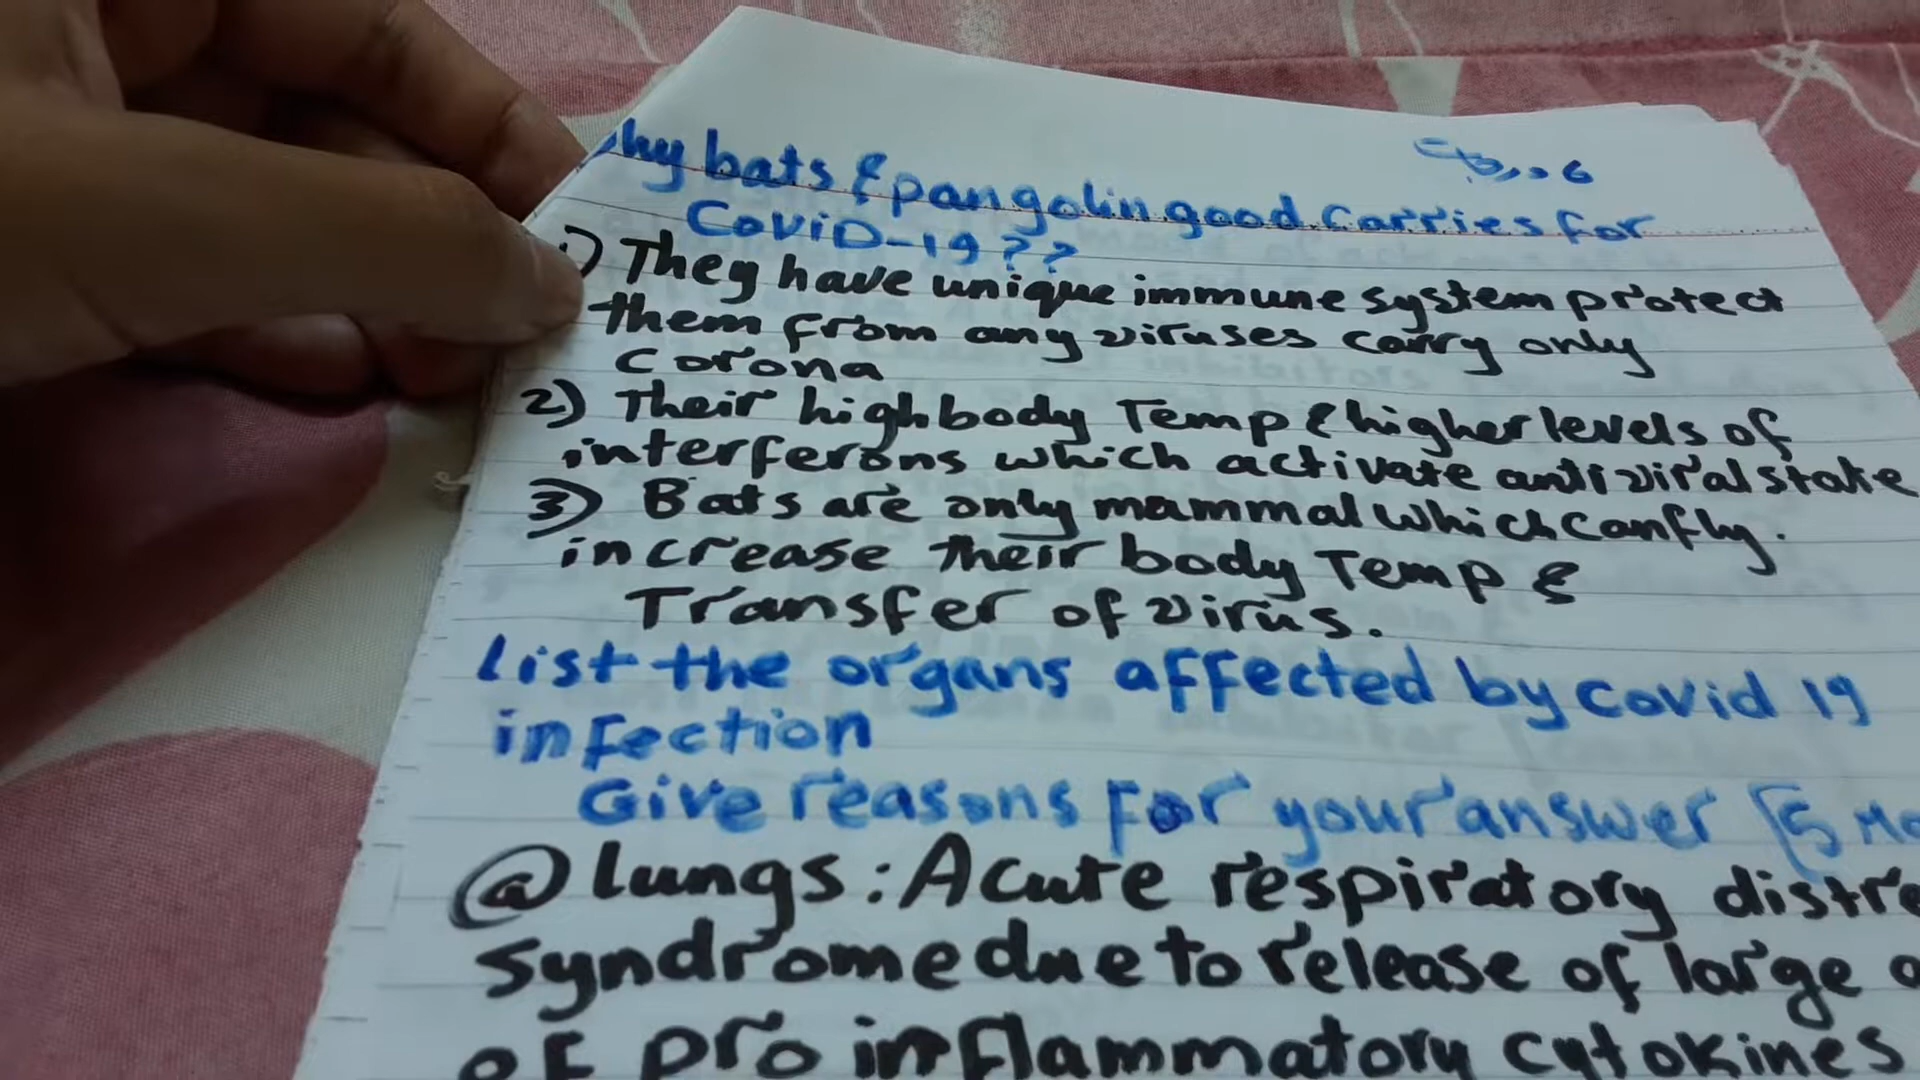 hy bats & pangolin good carries for
COVID-19??
1) They have unique immune system protect
them from any viruses carry only
corona
2) Their high body Temp & higher levels of
interferons which activate antiviral state
3) Bats are only mammal which can fly.
increase their body Temp &
Transfer of virus.
List the organs affected by covid 19
infection
Give reasons for your answer [5 Ma
@ lungs: Acute respiratory distre
syndrome due to release of large a
of pro inflammatory cytokines